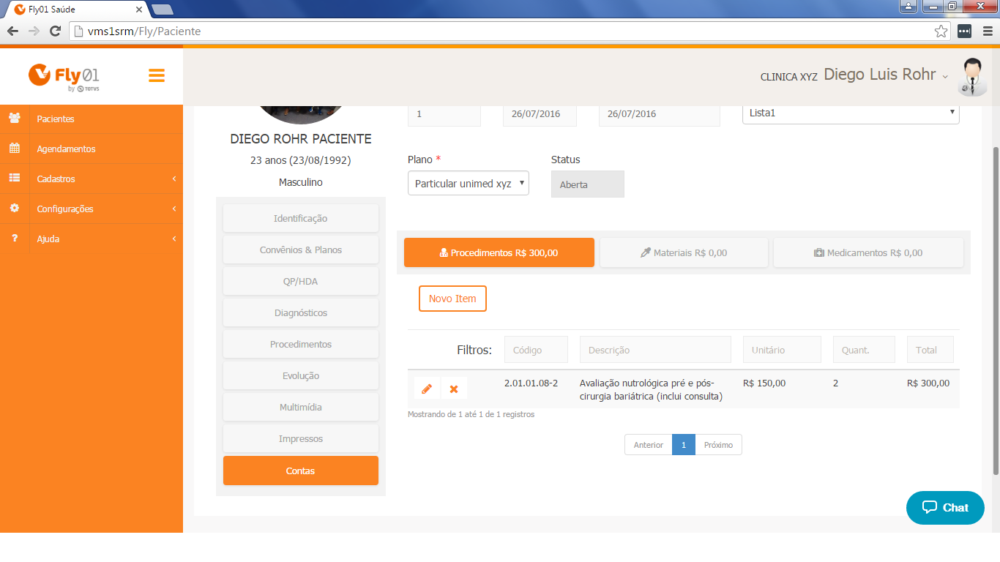 Fly01 Saúde
vms1srm/Fly/Paciente
Fly01
by TOTVS
CLINICA XYZ Diego Luis Rohr
Pacientes
Agendamentos
Cadastros
Configurações
Ajuda
DIEGO ROHR PACIENTE
23 anos (23/08/1992)
Masculino
Identificação
Convênios & Planos
QP/HDA
Diagnósticos
Procedimentos
Evolução
Multimídia
Impressos
Contas
1 26/07/2016 26/07/2016 Lista1
Plano * Status
Particular unimed xyz Aberta
Procedimentos R$ 300,00 Materiais R$ 0,00 Medicamentos R$ 0,00
Novo Item
Filtros: Código Descrição Unitário Quant. Total
2.01.01.08-2 Avaliação nutrológica pré e pós- R$ 150,00 2 R$ 300,00
cirurgia bariátrica (inclui consulta)
Mostrando de 1 até 1 de 1 registros
Anterior 1 Próximo
Chat